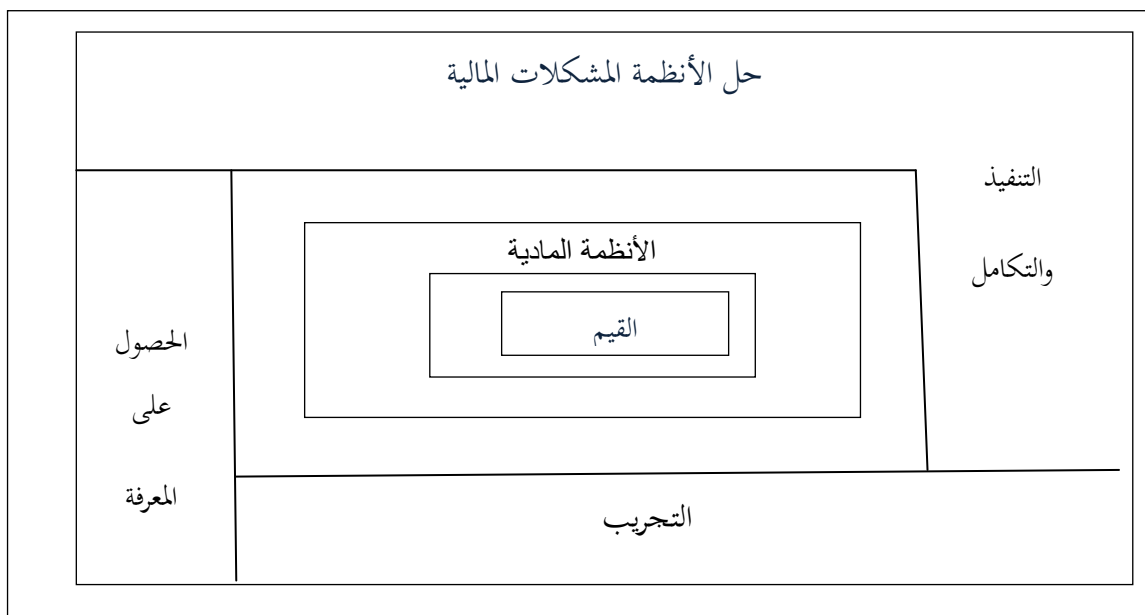 حل الأنظمة المشكلات المالية
التنفيذ
والتكامل
الأنظمة المادية
القيم
الحصول
على
المعرفة
التجريب